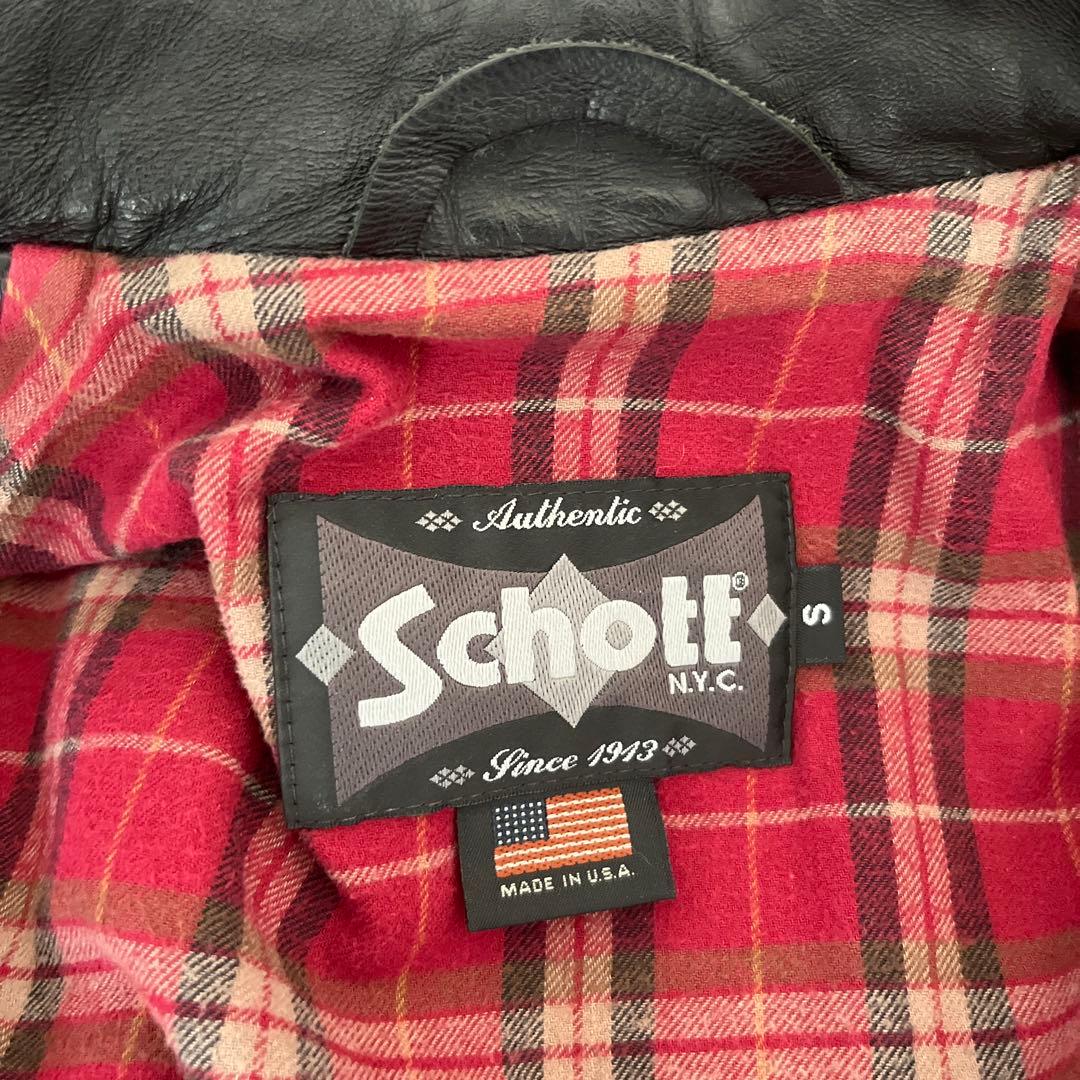 Authentic
Schott®
N.Y.C.
S
Since 1913
MADE IN U.S.A.